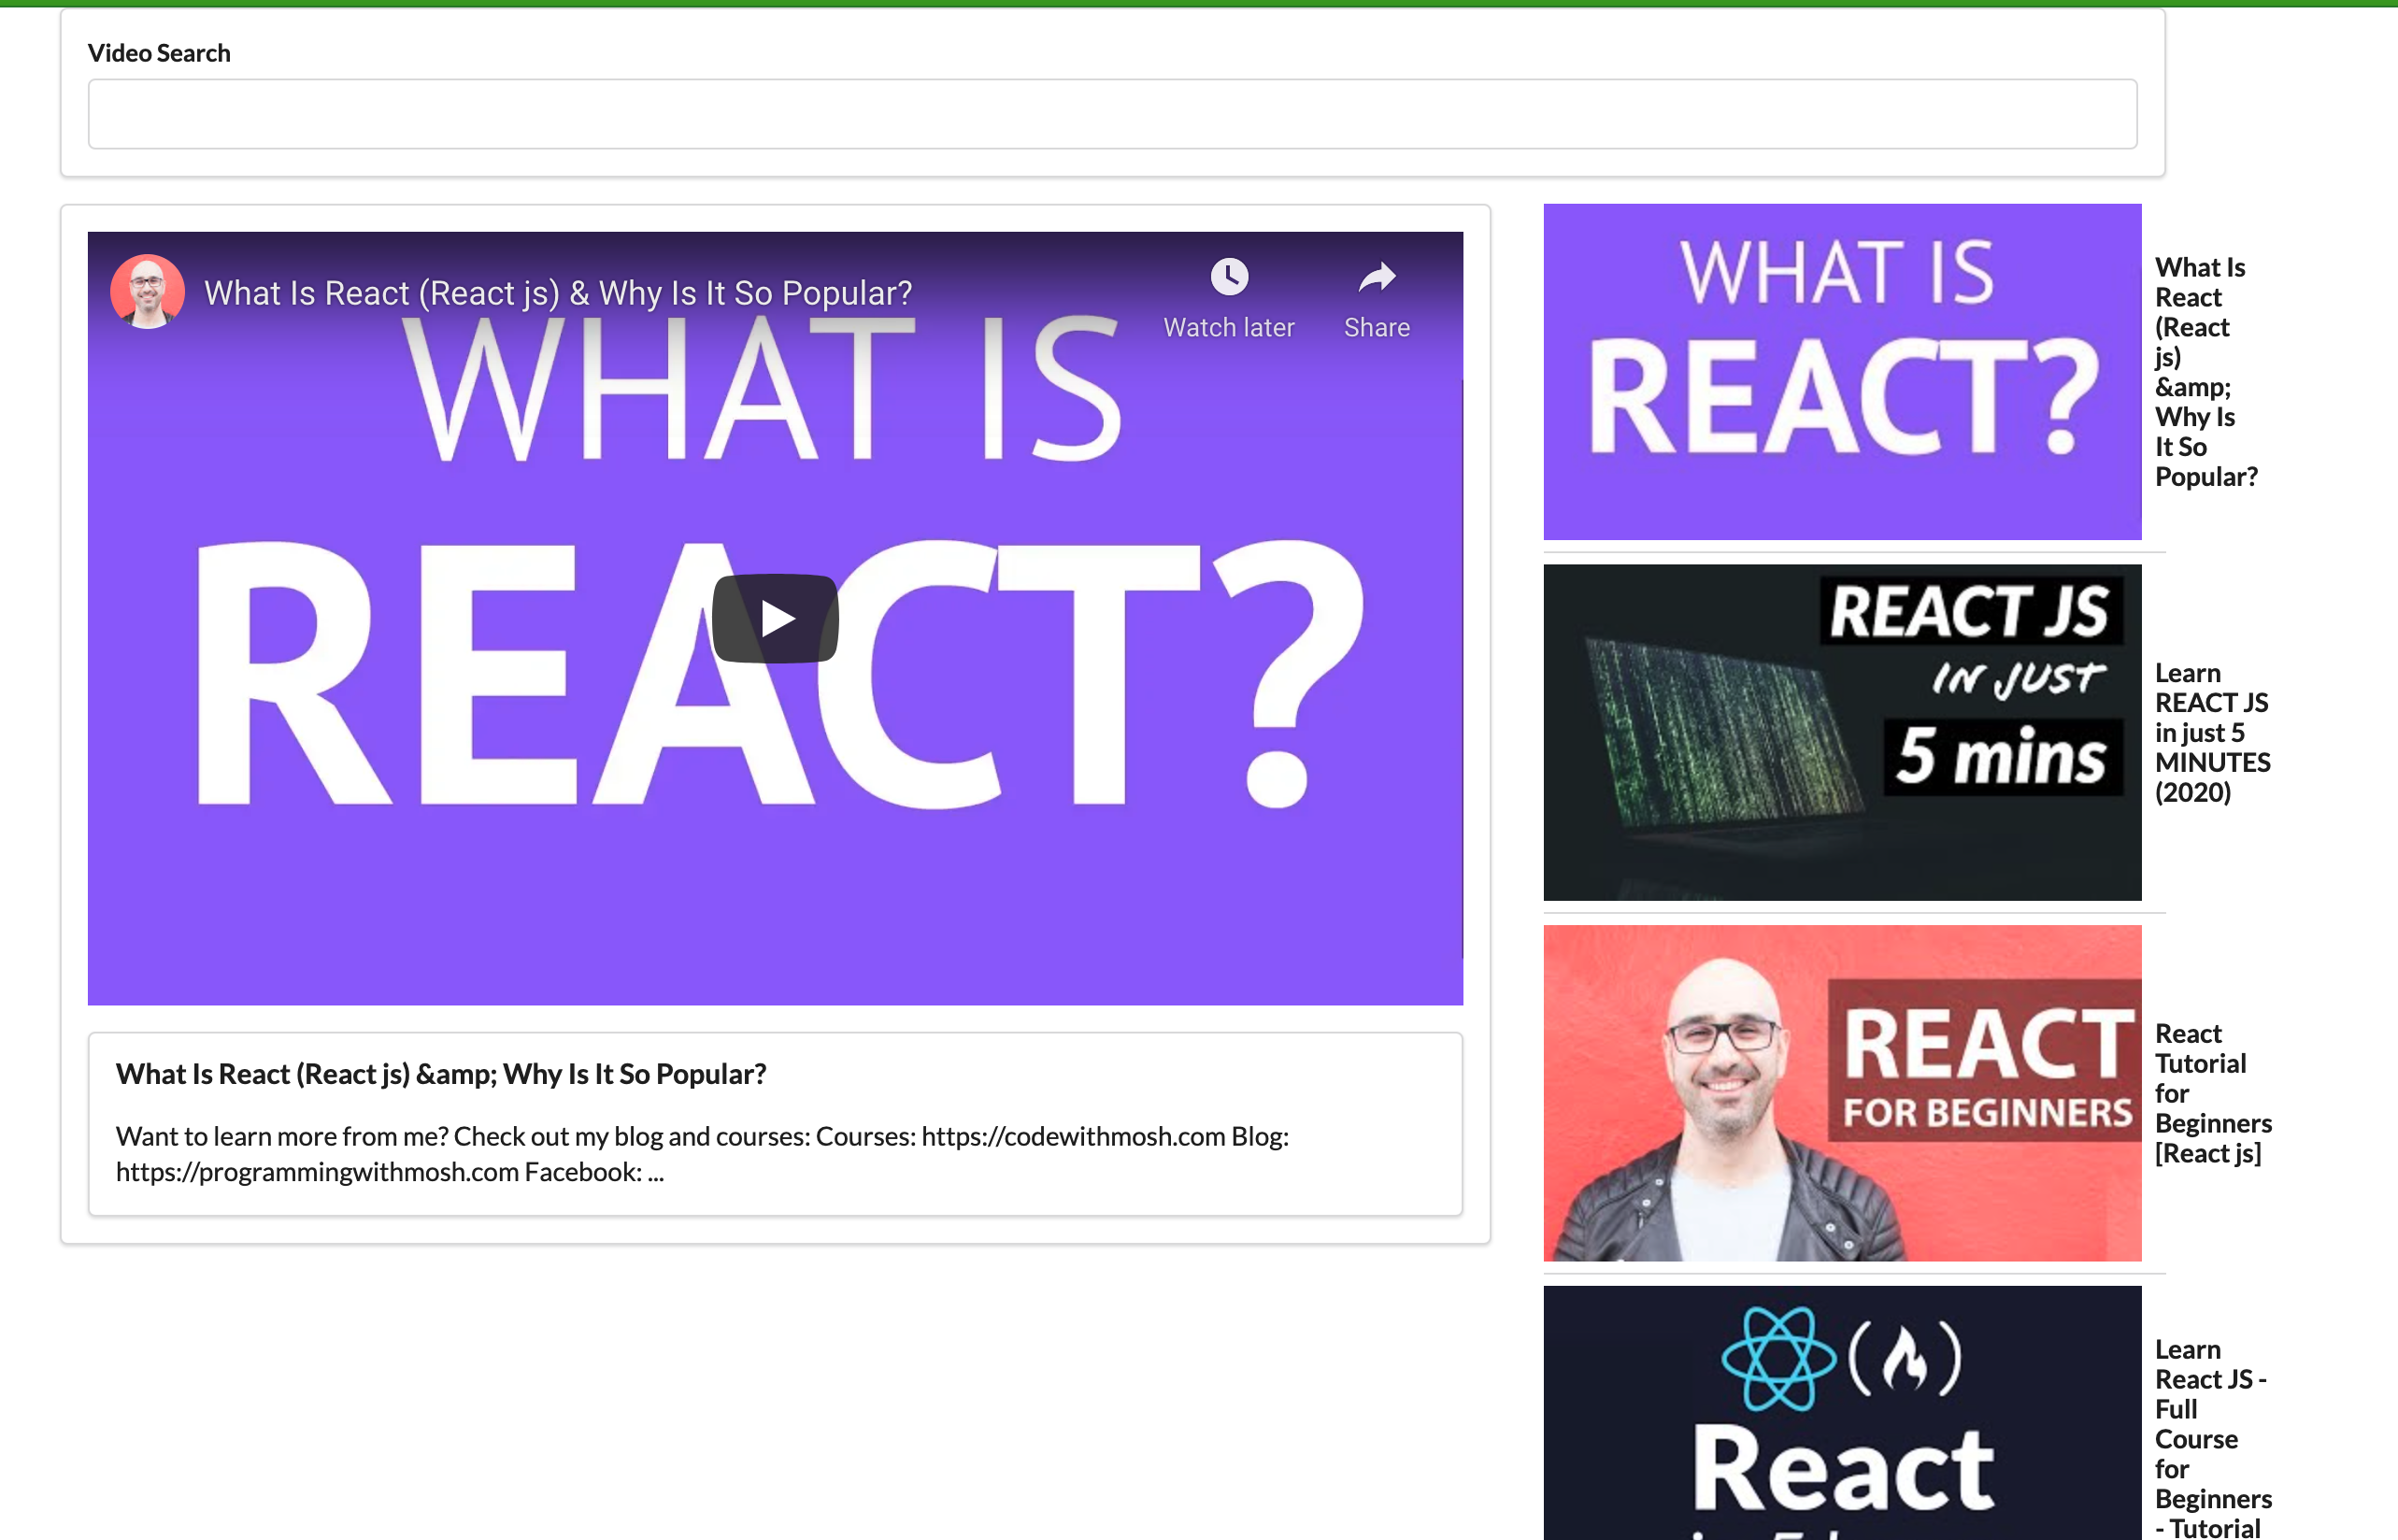 Video Search
What Is React (React js) & Why Is It So Popular?
Watch later
Share
WHAT IS
REACT?
What Is React (React js) &amp; Why Is It So Popular?
Want to learn more from me? Check out my blog and courses: Courses: https://codewithmosh.com Blog:
https://programmingwithmosh.com Facebook: ...
WHAT IS
REACT?
What Is
React
(React
js)
&amp;
Why Is
It So
Popular?
REACT JS
IN JUST
5 mins
Learn
REACT JS
in just 5
MINUTES
(2020)
REACT
FOR BEGINNERS
React
Tutorial
for
Beginners
[React js]
React
Learn
React JS -
Full
Course
for
Beginners
- Tutorial